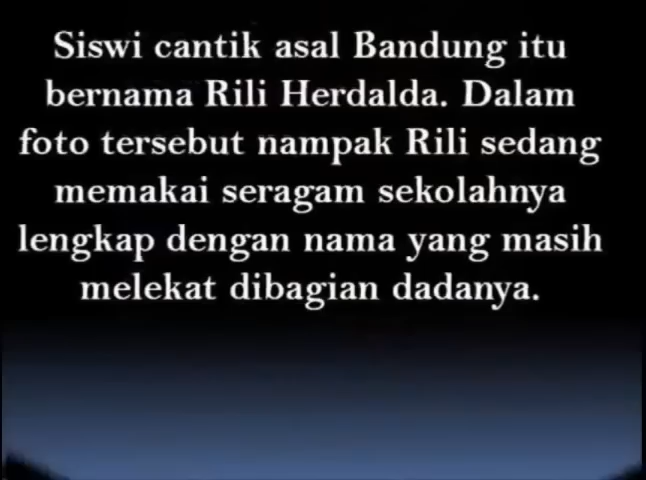 Siswi cantik asal Bandung itu
bernama Rili Herdalda. Dalam
foto tersebut nampak Rili sedang
memakai seragam sekolahnya
lengkap dengan nama yang masih
melekat dibagian dadanya.